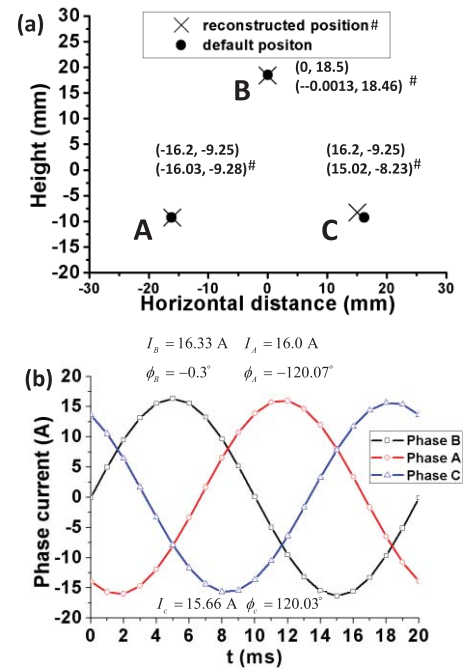 (a)
reconstructed position#
default positon
B
(0, 18.5)
(--0.0013, 18.46) #
(-16.2, -9.25)
(-16.03, -9.28)#
(16.2, -9.25)
(15.02, -8.23)#
A
C
Height (mm)
30
25
20
15
10
5
0
-5
-10
-15
-20
-30 -20 -10 0 10 20 30
Horizontal distance (mm)
I_B = 16.33 A I_A = 16.0 A
ϕ_B = −0.3° ϕ_A = −120.07°
(b)
Phase current (A)
20
15
10
5
0
-5
-10
-15
-20
Phase B
Phase A
Phase C
I_c = 15.66 A ϕ_c = 120.03°
0 2 4 6 8 10 12 14 16 18 20
t (ms)